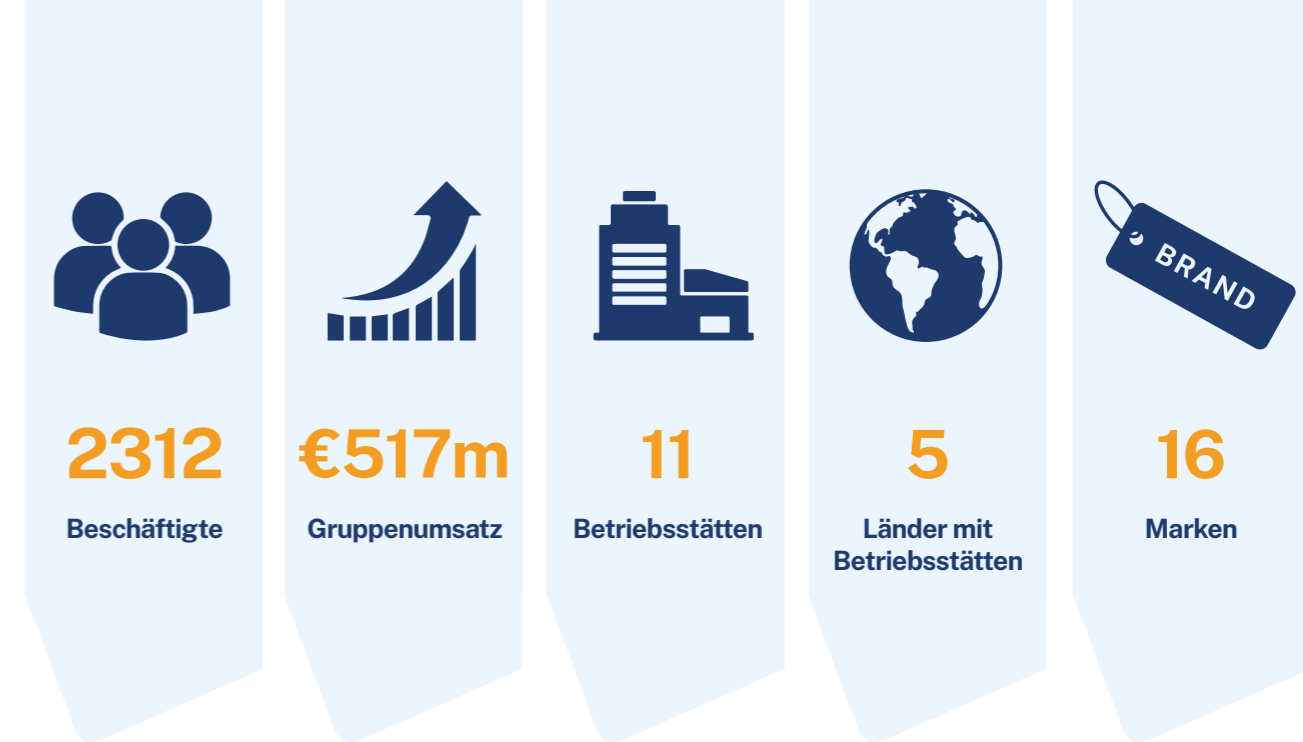 BRAND
2312
Beschäftigte
€517m
Gruppenumsatz
11
Betriebsstätten
5
Länder mit
Betriebsstätten
16
Marken